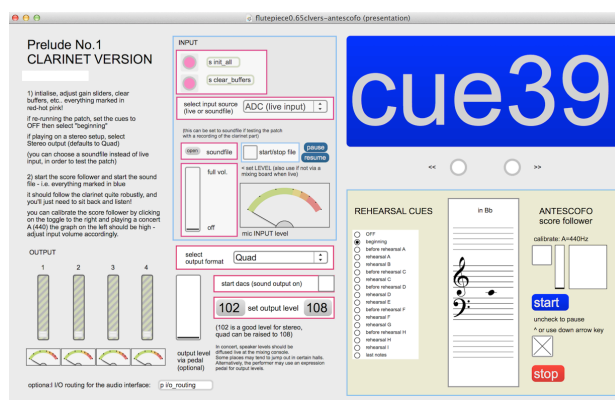 flutepiece0.65clvers-antescofo (presentation)
Prelude No.1
CLARINET VERSION
1) intialise, adjust gain sliders, clear
buffers, etc.. everything marked in
red-hot pink!
if re-running the patch, set the cues to
OFF then select "beginning"
if playing on a stereo setup, select
Stereo output (defaults to Quad)
(you can choose a soundfile instead of live
input, in order to test the patch)
2) start the score follower and start the sound
file - i.e. everything marked in blue
it should follow the clarinet quite robustly, and
you'll just need to sit back and listen!
you can calibrate the score follower by clicking
on the toggle to the right and playing a concert
A (440) the graph on the left should be high -
adjust input volume accordingly.
OUTPUT
1 2 3 4
optiona:l I/O routing for the audio interface:
p i/o_routing
INPUT
s init_all
s clear_buffers
select input source
(live or soundfile)
ADC (live input)
(this can be set to soundfile if testing the patch
with a recording of the clarinet part)
open soundfile
start/stop file
pause
resume
full vol.
off
= set LEVEL (also use if not via a
mixing board when live)
mic INPUT level
select
output format
Quad
start dacs (sound output on)
102 set output level 108
(102 is a good level for stereo,
quad can be raised to 108)
output level
via pedal
(optional)
In concert, speaker levels should be
diffused live at the mixing console.
Some places may tend to jump out in certain halls.
Alternatively, the performer may use an expression
pedal for output levels.
cue39
<< >>
REHEARSAL CUES
OFF
beginning
before rehearsal A
rehearsal A
rehearsal B
before rehearsal C
rehearsal C
before rehearsal D
rehearsal D
rehearsal E
before rehearsal F
rehearsal F
rehearsal G
before rehearsal H
rehearsal H
rehearsal I
last notes
in Bb
ANTESCOFO
score follower
calibrate: A=440Hz
start
uncheck to pause
^ or use down arrow key
stop